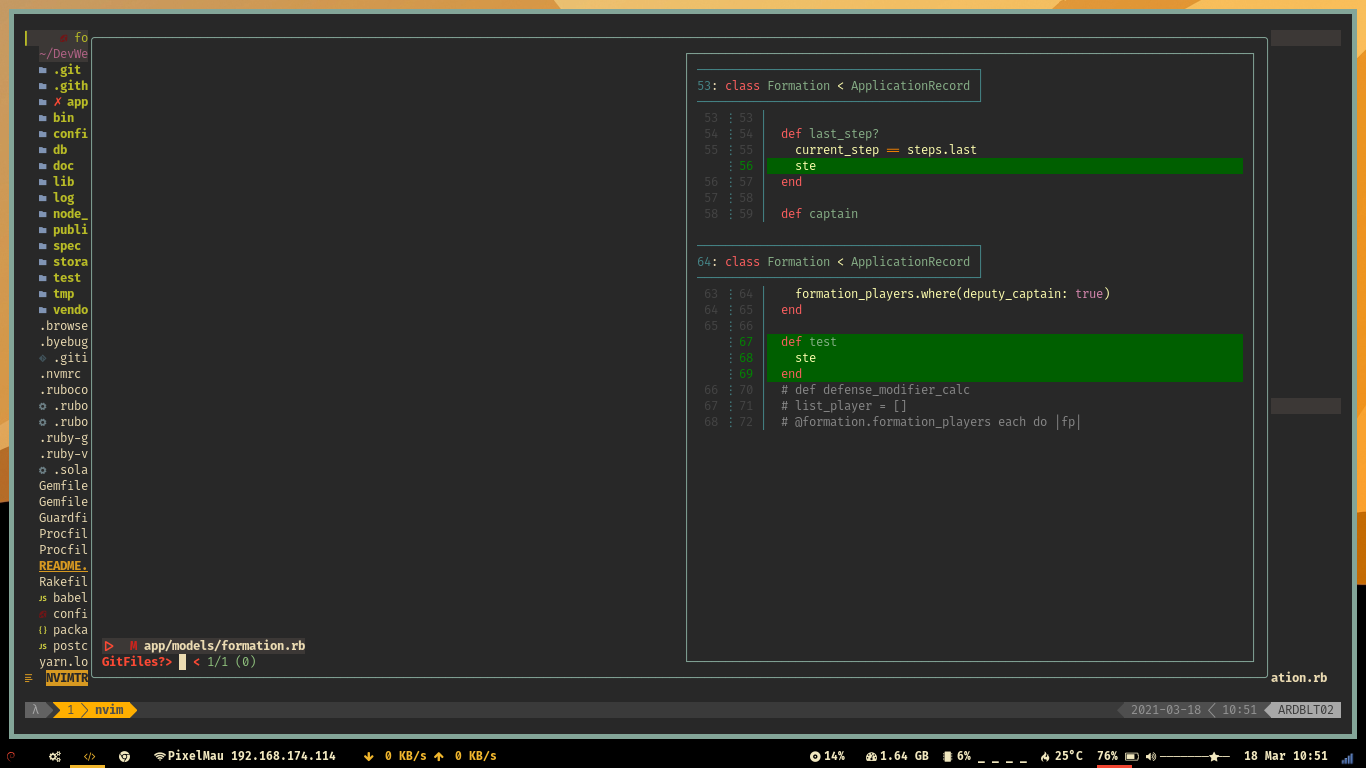 fo
~/DevWe
.git
.gith
✗ app
bin
confi
db
doc
lib
log
node_
publi
spec
stora
test
tmp
vendo
.browse
.byebug
.giti
.nvmrc
.ruboco
.rubo
.rubo
.ruby-g
.ruby-v
.sola
Gemfile
Gemfile
Guardfi
Procfil
Procfil
README.
Rakefil
JS babel
confi
{} packa
JS postc
yarn.lo
NVIMTR
53: class Formation < ApplicationRecord
53 ⋮ 53
54 ⋮ 54 def last_step?
55 ⋮ 55 current_step == steps.last
⋮ 56 ste
56 ⋮ 57 end
57 ⋮ 58
58 ⋮ 59 def captain
64: class Formation < ApplicationRecord
63 ⋮ 64 formation_players.where(deputy_captain: true)
64 ⋮ 65 end
65 ⋮ 66
⋮ 67 def test
⋮ 68 ste
⋮ 69 end
66 ⋮ 70 # def defense_modifier_calc
67 ⋮ 71 # list_player = []
68 ⋮ 72 # @formation.formation_players each do |fp|
M app/models/formation.rb
GitFiles?> < 1/1 (0)
ation.rb
λ 1 nvim 2021-03-18 10:51 ARDBLT02
</> PixelMau 192.168.174.114 0 KB/s 0 KB/s 14% 1.64 GB 6% _ _ _ _ 25°C 76% 18 Mar 10:51